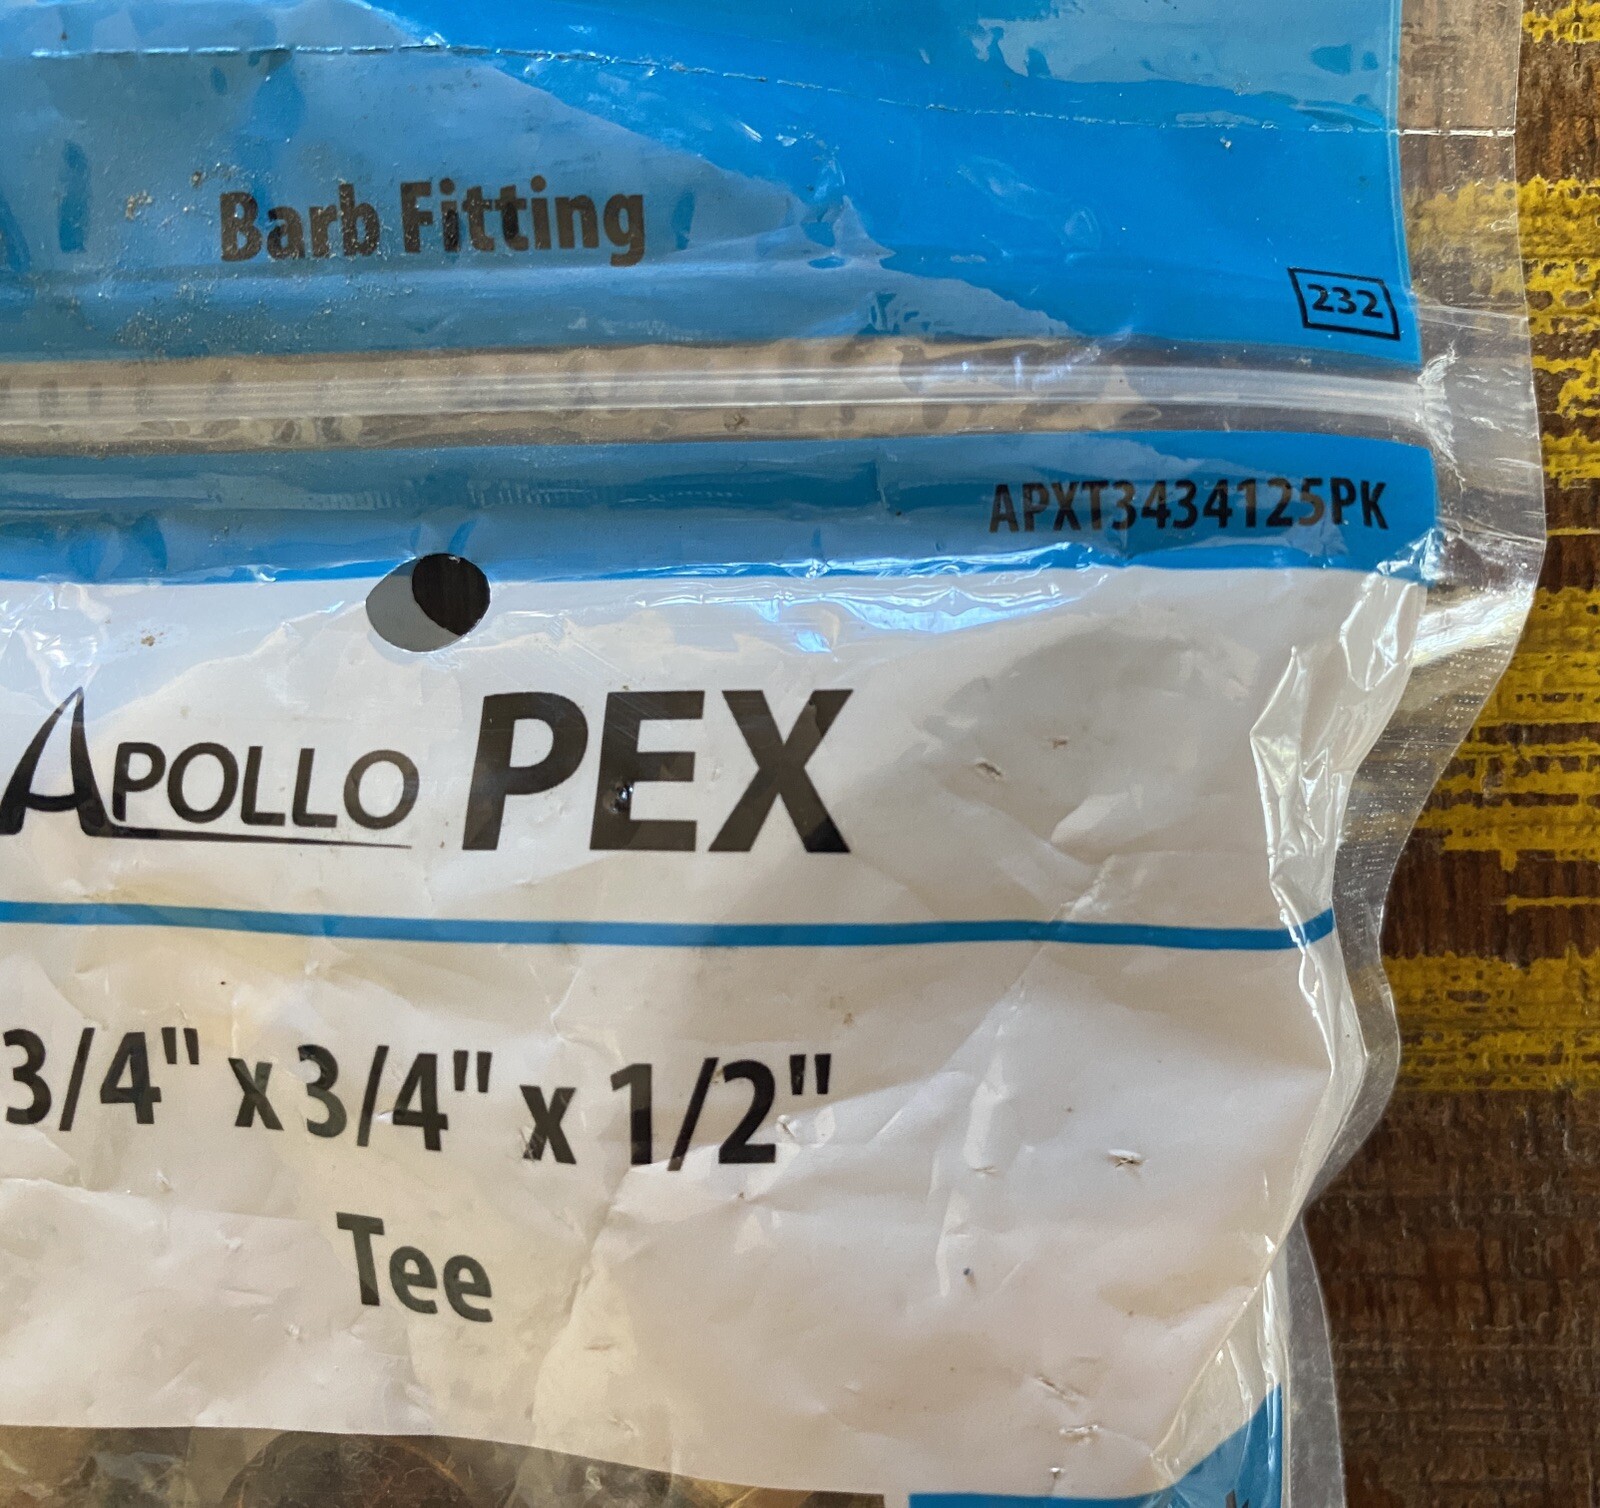 Barb Fitting
232
APXT3434125PK
APOLLO PEX
3/4" x 3/4" x 1/2"
Tee